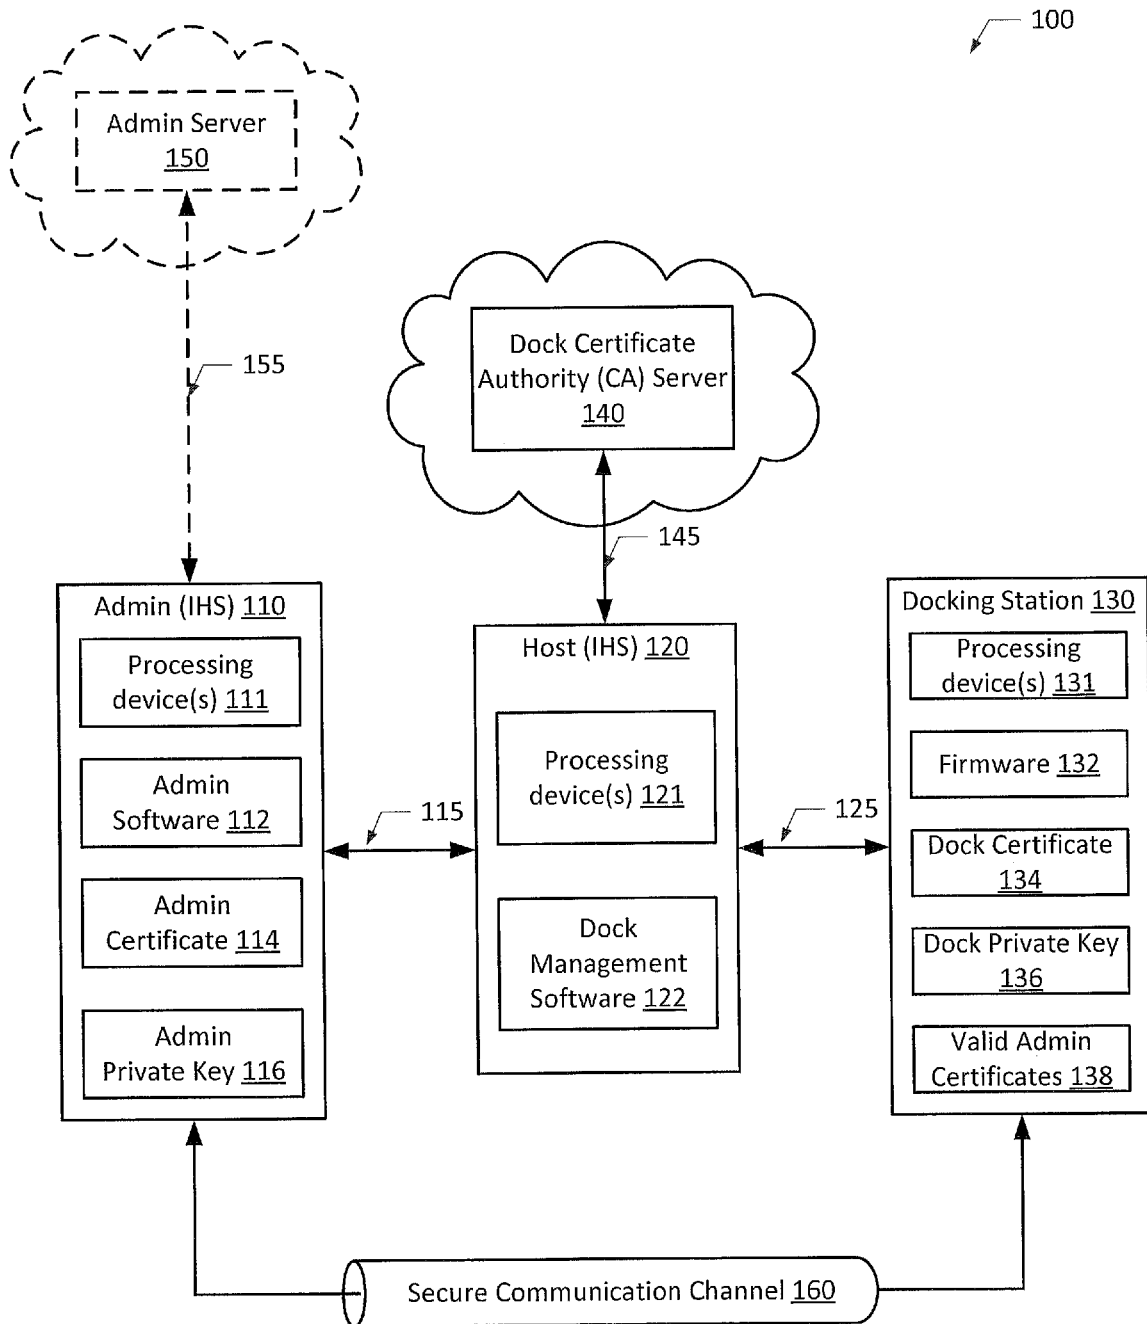 100
Admin Server
150
155
Dock Certificate
Authority (CA) Server
140
145
Admin (IHS) 110
Processing
device(s) 111
Admin
Software 112
Admin
Certificate 114
Admin
Private Key 116
115
Host (IHS) 120
Processing
device(s) 121
Dock
Management
Software 122
125
Docking Station 130
Processing
device(s) 131
Firmware 132
Dock Certificate
134
Dock Private Key
136
Valid Admin
Certificates 138
Secure Communication Channel 160